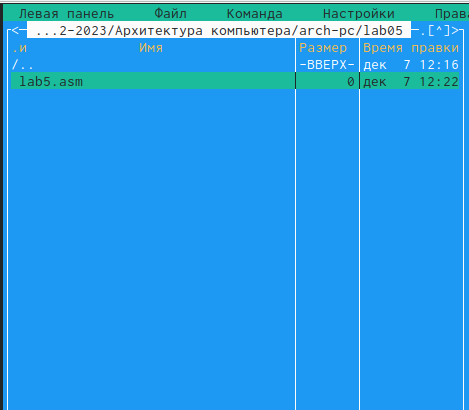 Левая панель Файл Команда Настройки Прав
<— ...2-2023/Архитектура компьютера/arch-pc/lab05 —.[^]>
.и Имя Размер Время правки
/.. -ВВЕРХ- дек 7 12:16
lab5.asm 0 дек 7 12:22